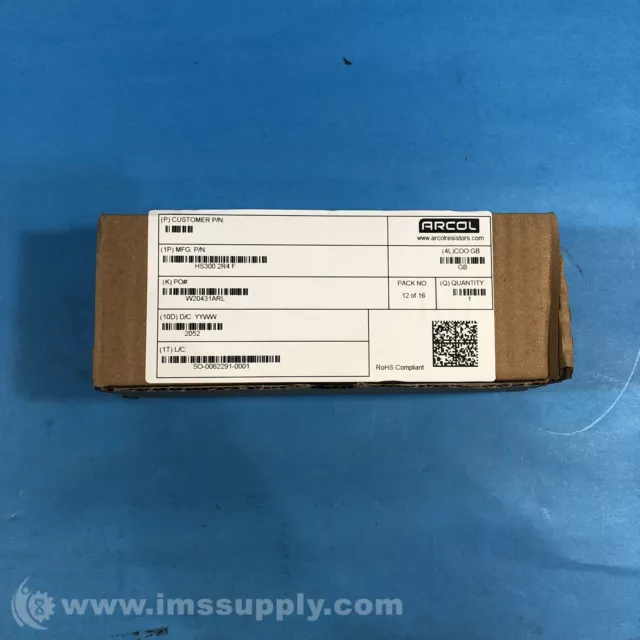 (P) CUSTOMER P/N
ARCOL
www.arcolresistors.com
(1P) MFG P/N:
HS300 2R4 F
(4L)COO:GB
GB
(K) PO#
W20431ARL
PACK NO.
12 of 16
(Q) QUANTITY
1
(10D) D/C YYWW
2052
(1T) L/C:
SO-0062291-0001
RoHS Compliant
www.imssupply.com